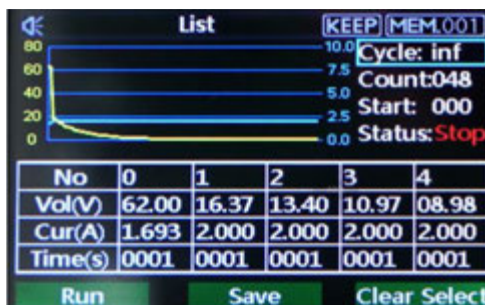 List KEEP MEM.001
80 10.0 Cycle: inf
60 7.5 Count:048
40 5.0 Start: 000
20 2.5 Status:Stop
0 0.0
No 0 1 2 3 4
Vol(V) 62.00 16.37 13.40 10.97 08.98
Cur(A) 1.693 2.000 2.000 2.000 2.000
Time(s) 0001 0001 0001 0001 0001
Run Save Clear Select